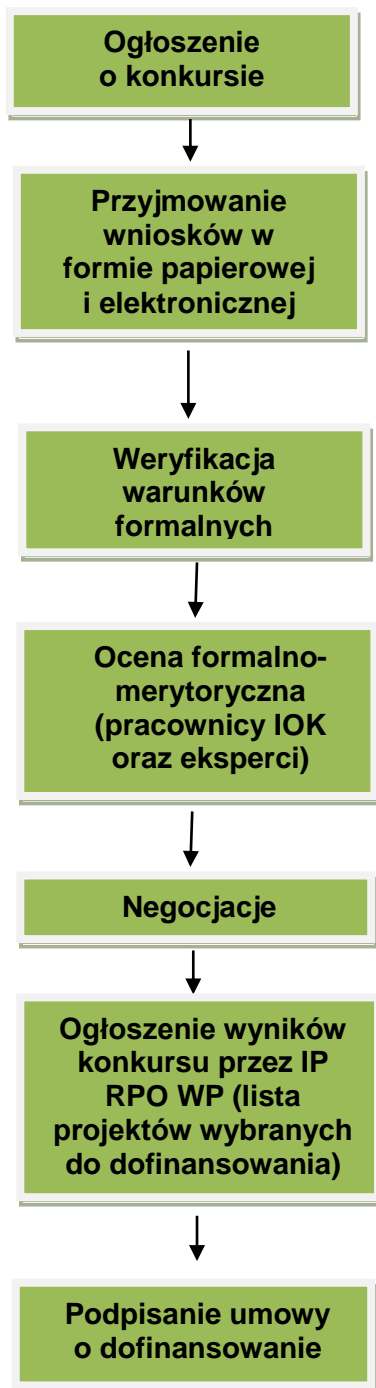 Ogłoszenie
o konkursie
Przyjmowanie
wniosków w
formie papierowej
i elektronicznej
Weryfikacja
warunków
formalnych
Ocena formalno-
merytoryczna
(pracownicy IOK
oraz eksperci)
Negocjacje
Ogłoszenie wyników
konkursu przez IP
RPO WP (lista
projektów wybranych
do dofinansowania)
Podpisanie umowy
o dofinansowanie